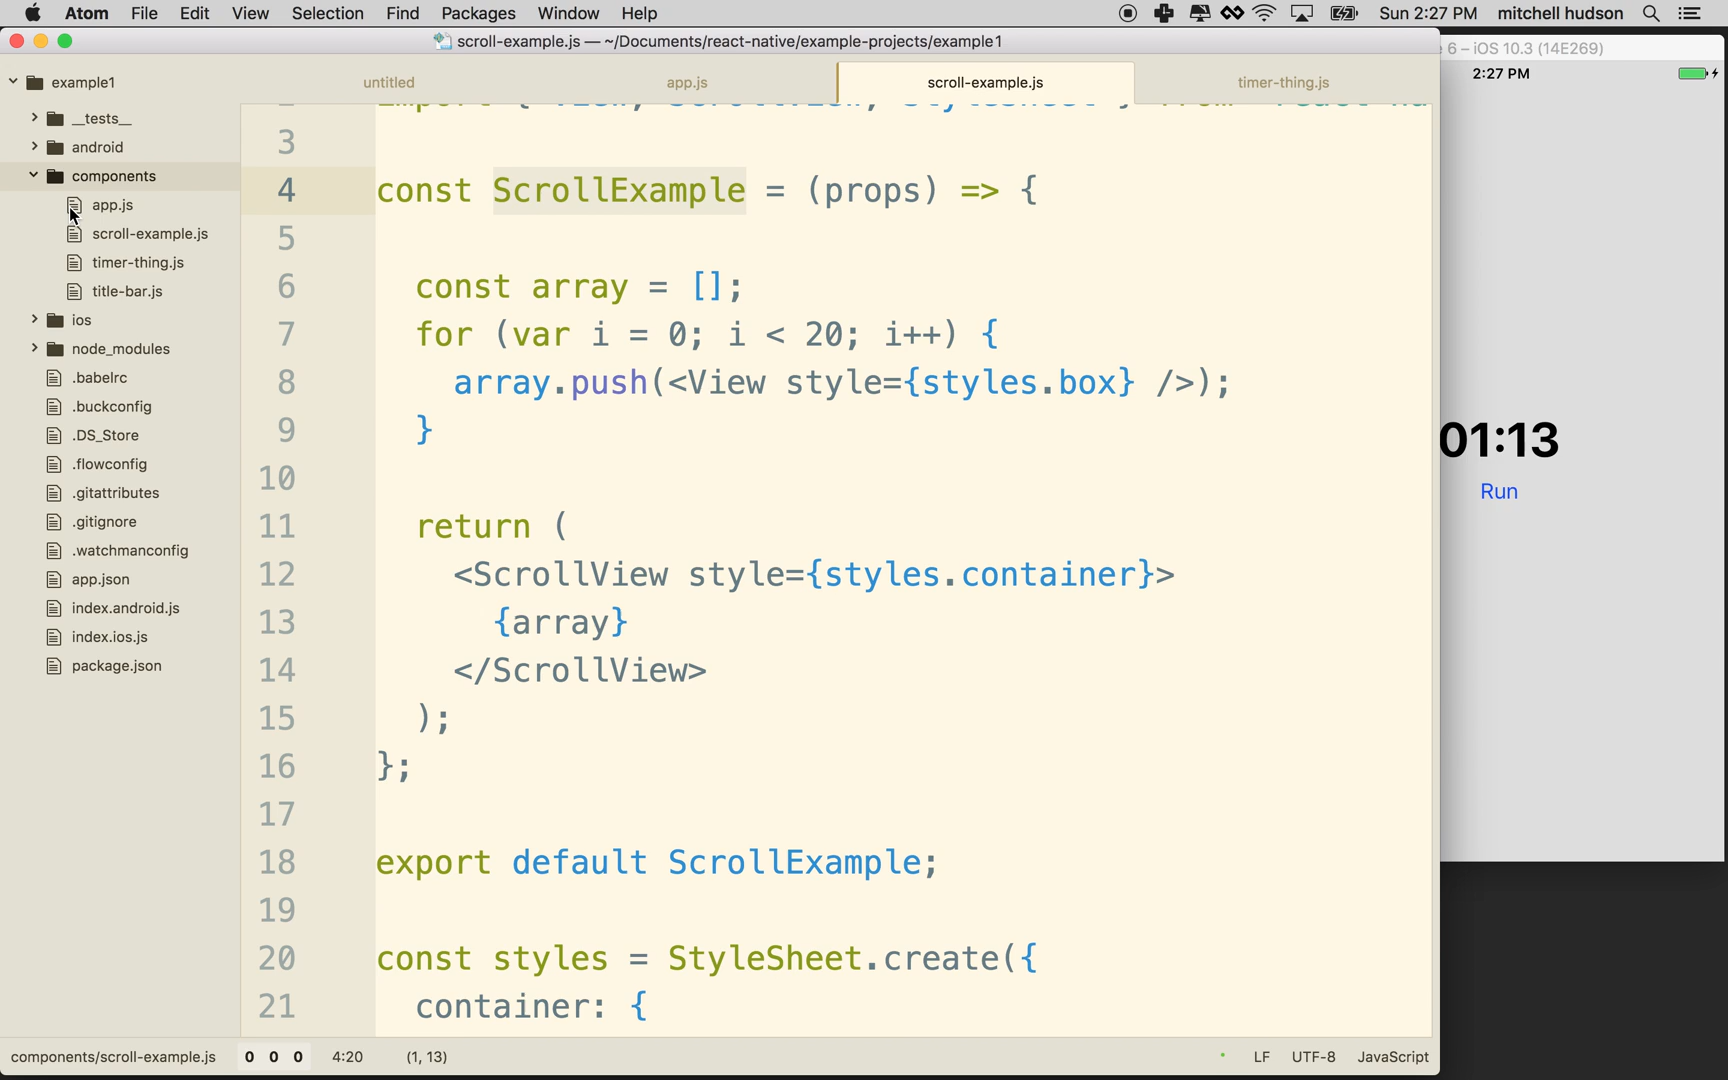 Atom File Edit View Selection Find Packages Window Help Sun 2:27 PM mitchell hudson
scroll-example.js — ~/Documents/react-native/example-projects/example1
6 – iOS 10.3 (14E269)
2:27 PM
example1
__tests__
android
components
app.js
scroll-example.js
timer-thing.js
title-bar.js
ios
node_modules
.babelrc
.buckconfig
.DS_Store
.flowconfig
.gitattributes
.gitignore
.watchmanconfig
app.json
index.android.js
index.ios.js
package.json
untitled app.js scroll-example.js timer-thing.js
3
4 const ScrollExample = (props) => {
5
6 const array = [];
7 for (var i = 0; i < 20; i++) {
8 array.push(<View style={styles.box} />);
9 }
10
11 return (
12 <ScrollView style={styles.container}>
13 {array}
14 </ScrollView>
15 );
16 };
17
18 export default ScrollExample;
19
20 const styles = StyleSheet.create({
21 container: {
components/scroll-example.js 0 0 0 4:20 (1, 13) LF UTF-8 JavaScript
01:13
Run